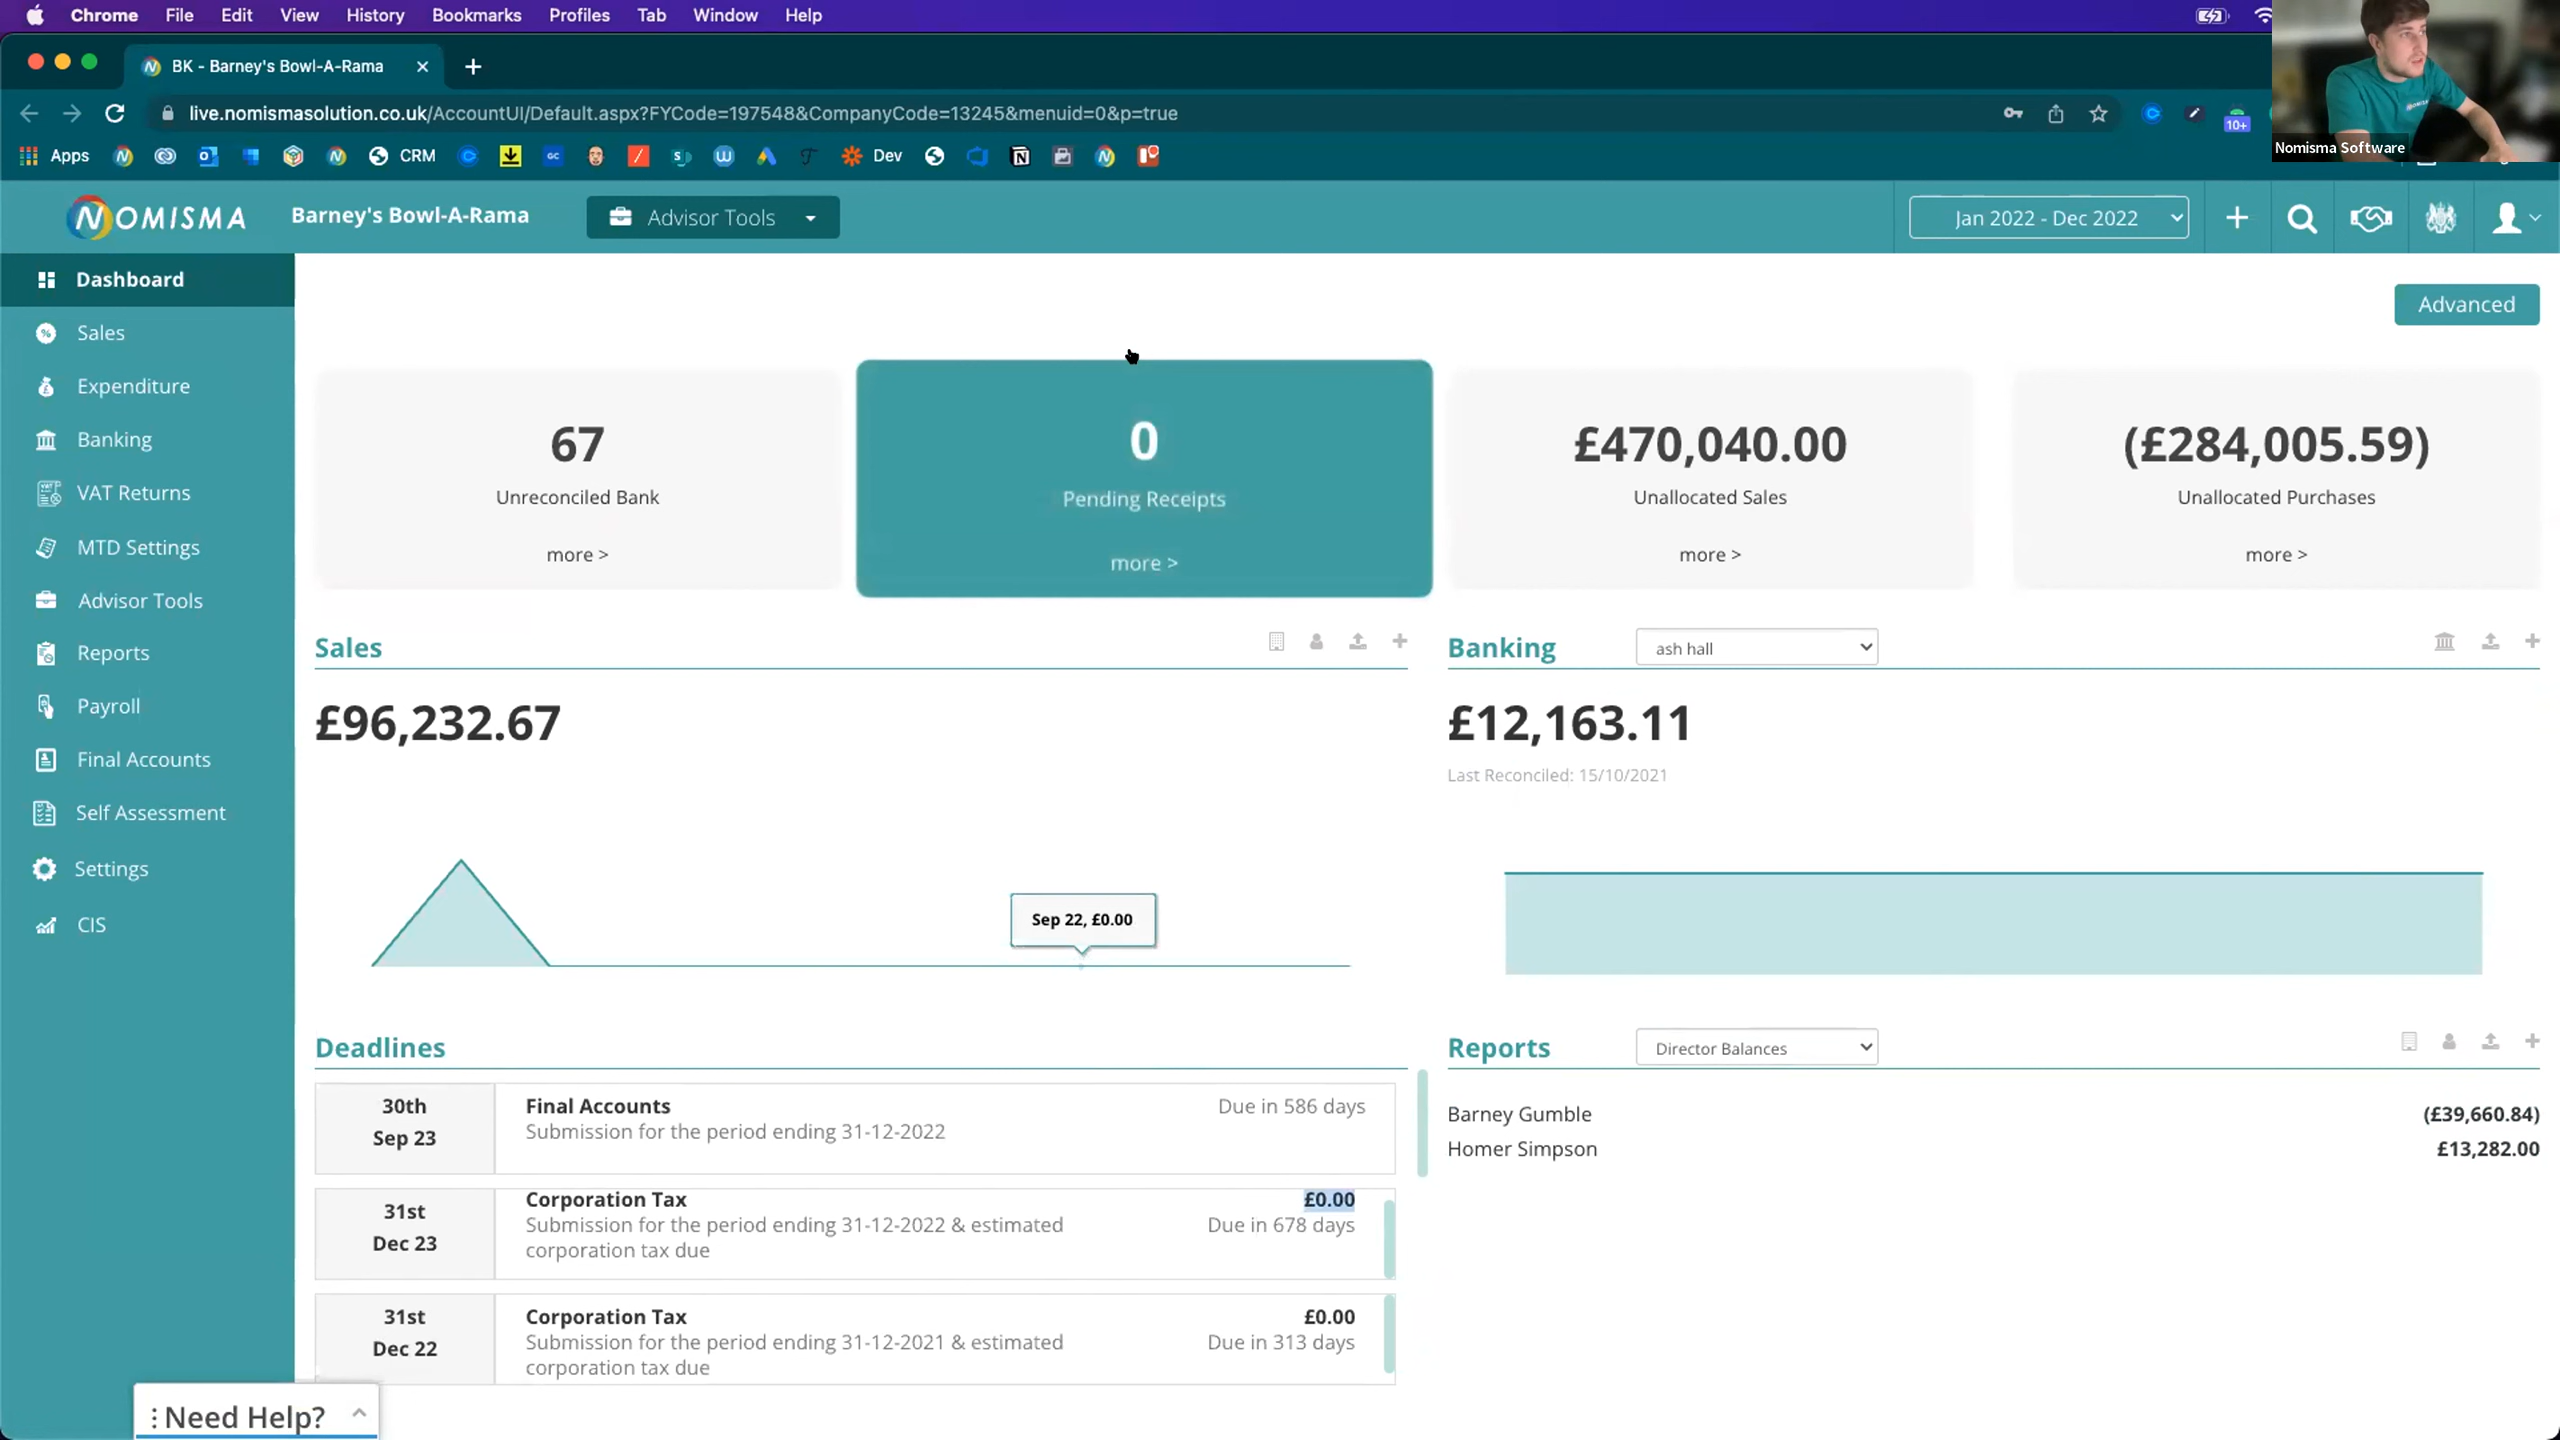 Chrome File Edit View History Bookmarks Profiles Tab Window Help
BK - Barney's Bowl-A-Rama
live.nomismasolution.co.uk/AccountUI/Default.aspx?FYCode=197548&CompanyCode=13245&menuid=0&p=true
10+
Apps CRM GC Dev
Nomisma Software
NOMISMA Barney's Bowl-A-Rama Advisor Tools Jan 2022 - Dec 2022
Dashboard
Sales
Expenditure
Banking
VAT Returns
MTD Settings
Advisor Tools
Reports
Payroll
Final Accounts
Self Assessment
Settings
CIS
Advanced
67
Unreconciled Bank
more >
0
Pending Receipts
more >
£470,040.00
Unallocated Sales
more >
(£284,005.59)
Unallocated Purchases
more >
Sales
£96,232.67
Sep 22, £0.00
Banking ash hall
£12,163.11
Last Reconciled: 15/10/2021
Deadlines
30th
Sep 23
Final Accounts
Due in 586 days
Submission for the period ending 31-12-2022
31st
Dec 23
Corporation Tax
£0.00
Submission for the period ending 31-12-2022 & estimated
corporation tax due
Due in 678 days
31st
Dec 22
Corporation Tax
£0.00
Submission for the period ending 31-12-2021 & estimated
corporation tax due
Due in 313 days
Reports Director Balances
Barney Gumble (£39,660.84)
Homer Simpson £13,282.00
Need Help?